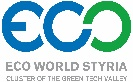 ECO
ECO WORLD STYRIA
CLUSTER OF THE GREEN TECH VALLEY